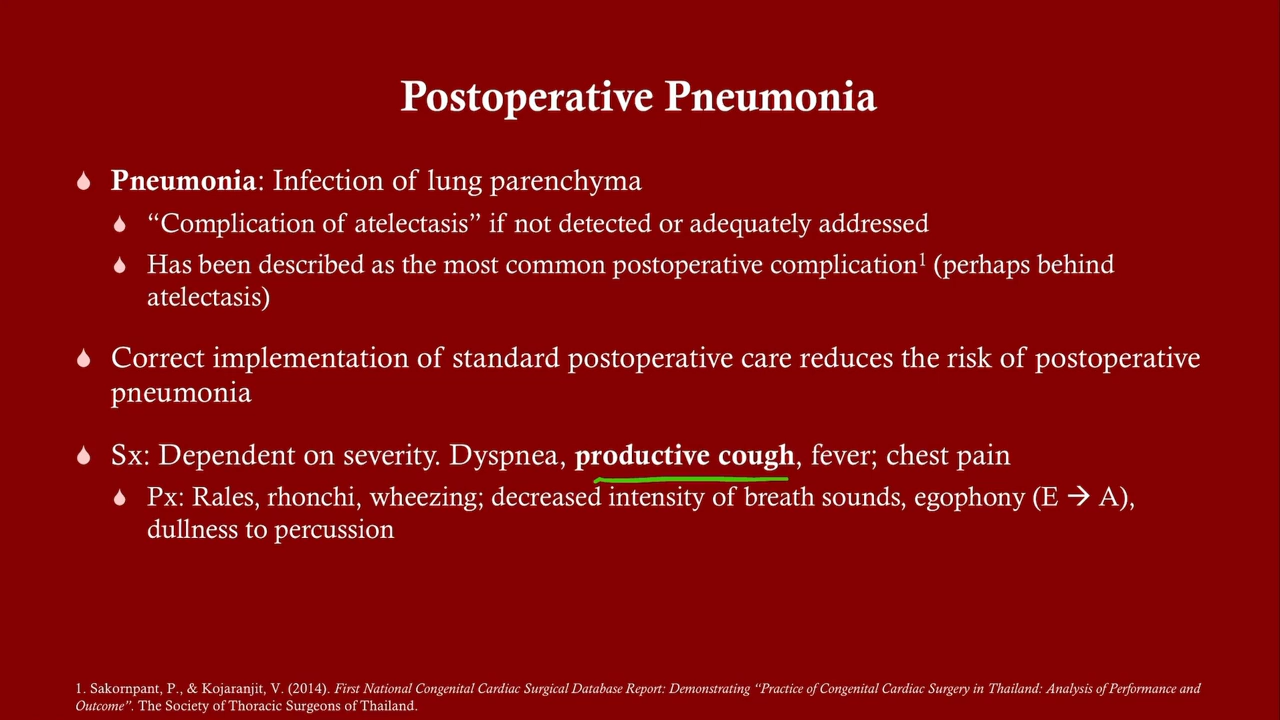 Postoperative Pneumonia
Pneumonia: Infection of lung parenchyma
“Complication of atelectasis” if not detected or adequately addressed
Has been described as the most common postoperative complication¹ (perhaps behind
atelectasis)
Correct implementation of standard postoperative care reduces the risk of postoperative
pneumonia
Sx: Dependent on severity. Dyspnea, productive cough, fever; chest pain
Px: Rales, rhonchi, wheezing; decreased intensity of breath sounds, egophony (E → A),
dullness to percussion
1. Sakornpant, P., & Kojaranjit, V. (2014). First National Congenital Cardiac Surgical Database Report: Demonstrating “Practice of Congenital Cardiac Surgery in Thailand: Analysis of Performance and
Outcome”. The Society of Thoracic Surgeons of Thailand.